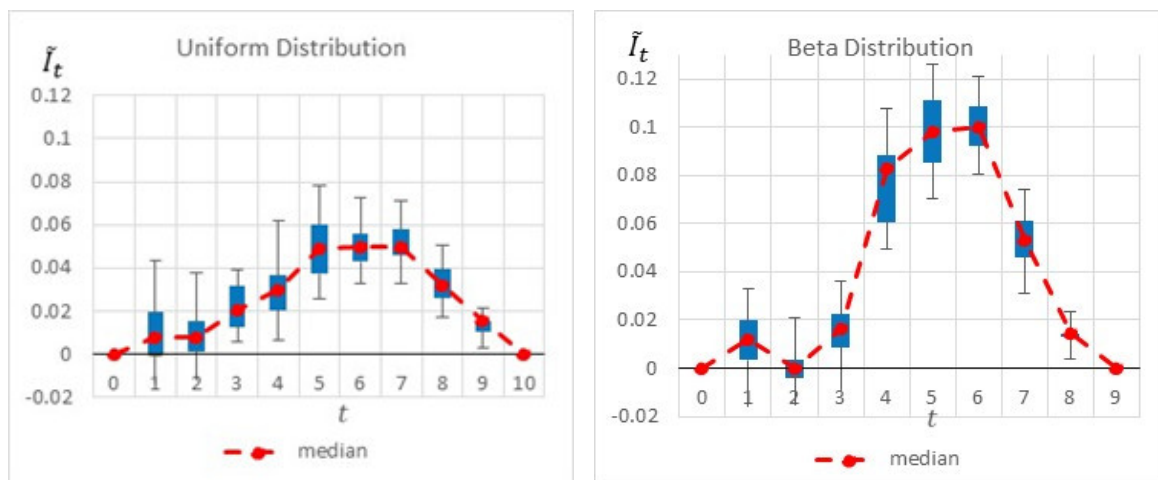 Uniform Distribution
Ĩt
0.12
0.1
0.08
0.06
0.04
0.02
0
-0.02
0 1 2 3 4 5 6 7 8 9 10
t
median
Beta Distribution
Ĩt
0.12
0.1
0.08
0.06
0.04
0.02
0
-0.02
0 1 2 3 4 5 6 7 8 9
t
median